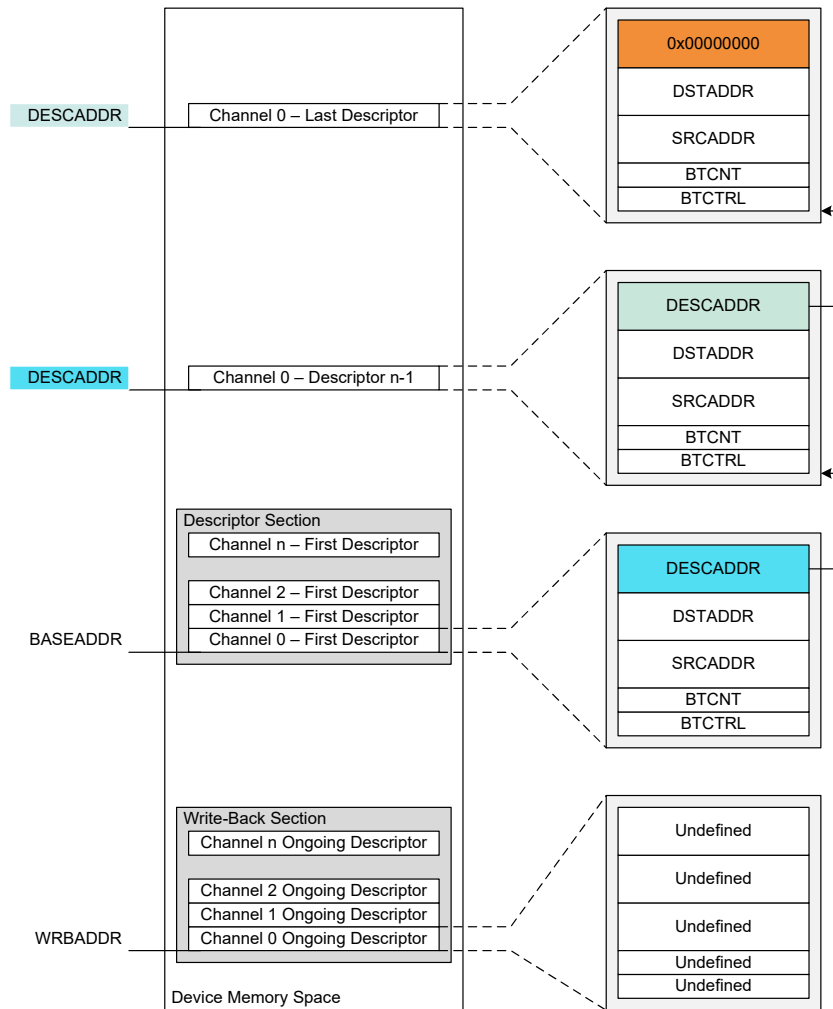 0x00000000
DSTADDR
DESCADDR
Channel 0 – Last Descriptor
SRCADDR
BTCNT
BTCTRL
DESCADDR
DSTADDR
DESCADDR
Channel 0 – Descriptor n-1
SRCADDR
BTCNT
BTCTRL
Descriptor Section
Channel n – First Descriptor
DESCADDR
Channel 2 – First Descriptor
Channel 1 – First Descriptor
DSTADDR
BASEADDR
Channel 0 – First Descriptor
SRCADDR
BTCNT
BTCTRL
Write-Back Section
Channel n Ongoing Descriptor
Undefined
Channel 2 Ongoing Descriptor
Undefined
Channel 1 Ongoing Descriptor
WRBADDR
Channel 0 Ongoing Descriptor
Undefined
Undefined
Undefined
Device Memory Space